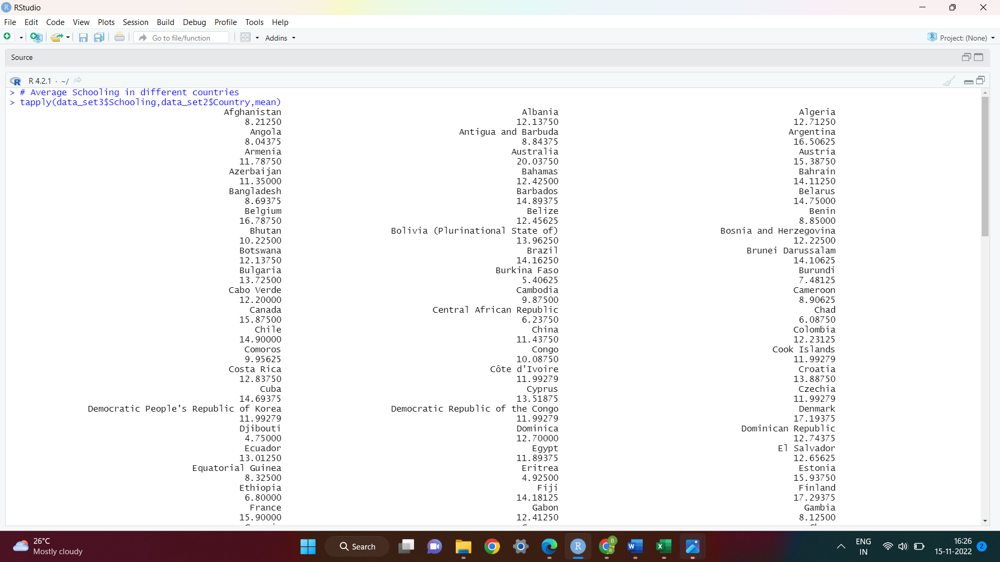 RStudio
File Edit Code View Plots Session Build Debug Profile Tools Help
Go to file/function Addins Project: (None)
Source
R 4.2.1 · ~/
> # Average Schooling in different countries
> tapply(data_set3$Schooling,data_set2$Country,mean)
Afghanistan Albania Algeria
8.21250 12.13750 12.71250
Angola Antigua and Barbuda Argentina
8.04375 8.84375 16.50625
Armenia Australia Austria
11.78750 20.03750 15.38750
Azerbaijan Bahamas Bahrain
11.35000 12.42500 14.11250
Bangladesh Barbados Belarus
8.69375 14.89375 14.75000
Belgium Belize Benin
16.78750 12.45625 8.85000
Bhutan Bolivia (Plurinational State of) Bosnia and Herzegovina
10.22500 13.96250 12.22500
Botswana Brazil Brunei Darussalam
12.13750 14.16250 14.10625
Bulgaria Burkina Faso Burundi
13.72500 5.40625 7.48125
Cabo Verde Cambodia Cameroon
12.20000 9.87500 8.90625
Canada Central African Republic Chad
15.87500 6.23750 6.08750
Chile China Colombia
14.90000 11.43750 12.23125
Comoros Congo Cook Islands
9.95625 10.08750 11.99279
Costa Rica Côte d'Ivoire Croatia
12.83750 11.99279 13.88750
Cuba Cyprus Czechia
14.69375 13.51875 11.99279
Democratic People's Republic of Korea Democratic Republic of the Congo Denmark
11.99279 11.99279 17.19375
Djibouti Dominica Dominican Republic
4.75000 12.70000 12.74375
Ecuador Egypt El Salvador
13.01250 11.89375 12.65625
Equatorial Guinea Eritrea Estonia
8.32500 4.92500 15.93750
Ethiopia Fiji Finland
6.80000 14.18125 17.29375
France Gabon Gambia
15.90000 12.41250 8.12500
26°C
Mostly cloudy
Search
ENG
IN
16:26
15-11-2022
2